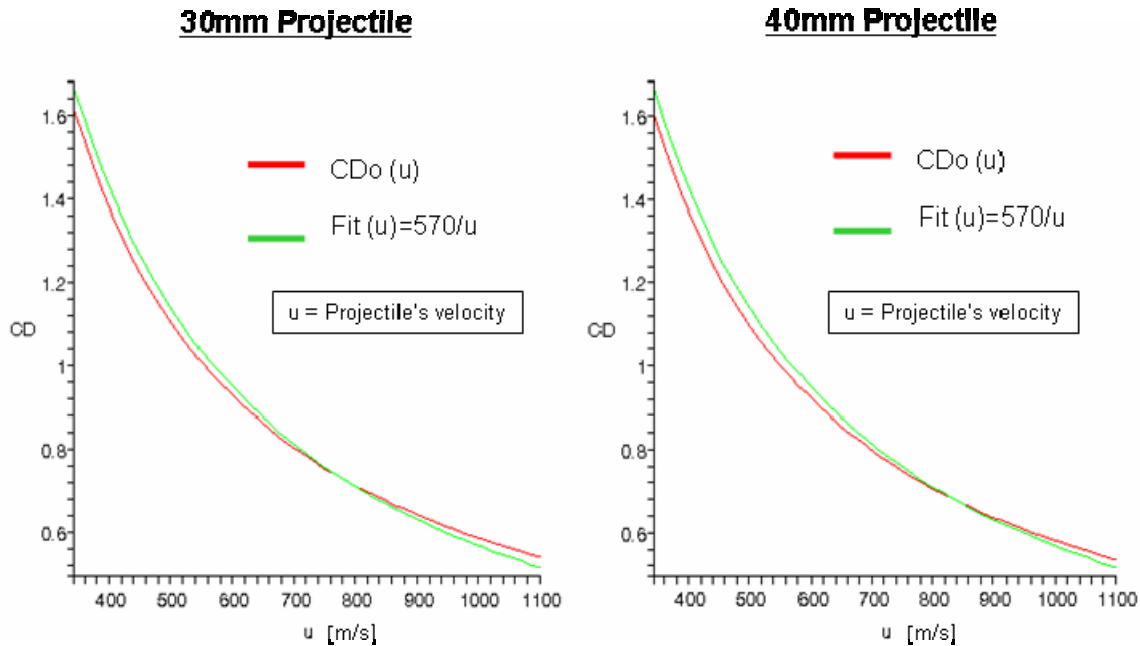 30mm Projectile
1.6
1.4
1.2
1
0.8
0.6
CD
CDo (u)
Fit (u)=570/u
u = Projectile's velocity
400 500 600 700 800 900 1000 1100
u [m/s]
40mm Projectile
1.6
1.4
1.2
1
0.8
0.6
CD
CDo (u)
Fit (u)=570/u
u = Projectile's velocity
400 500 600 700 800 900 1000 1100
u [m/s]